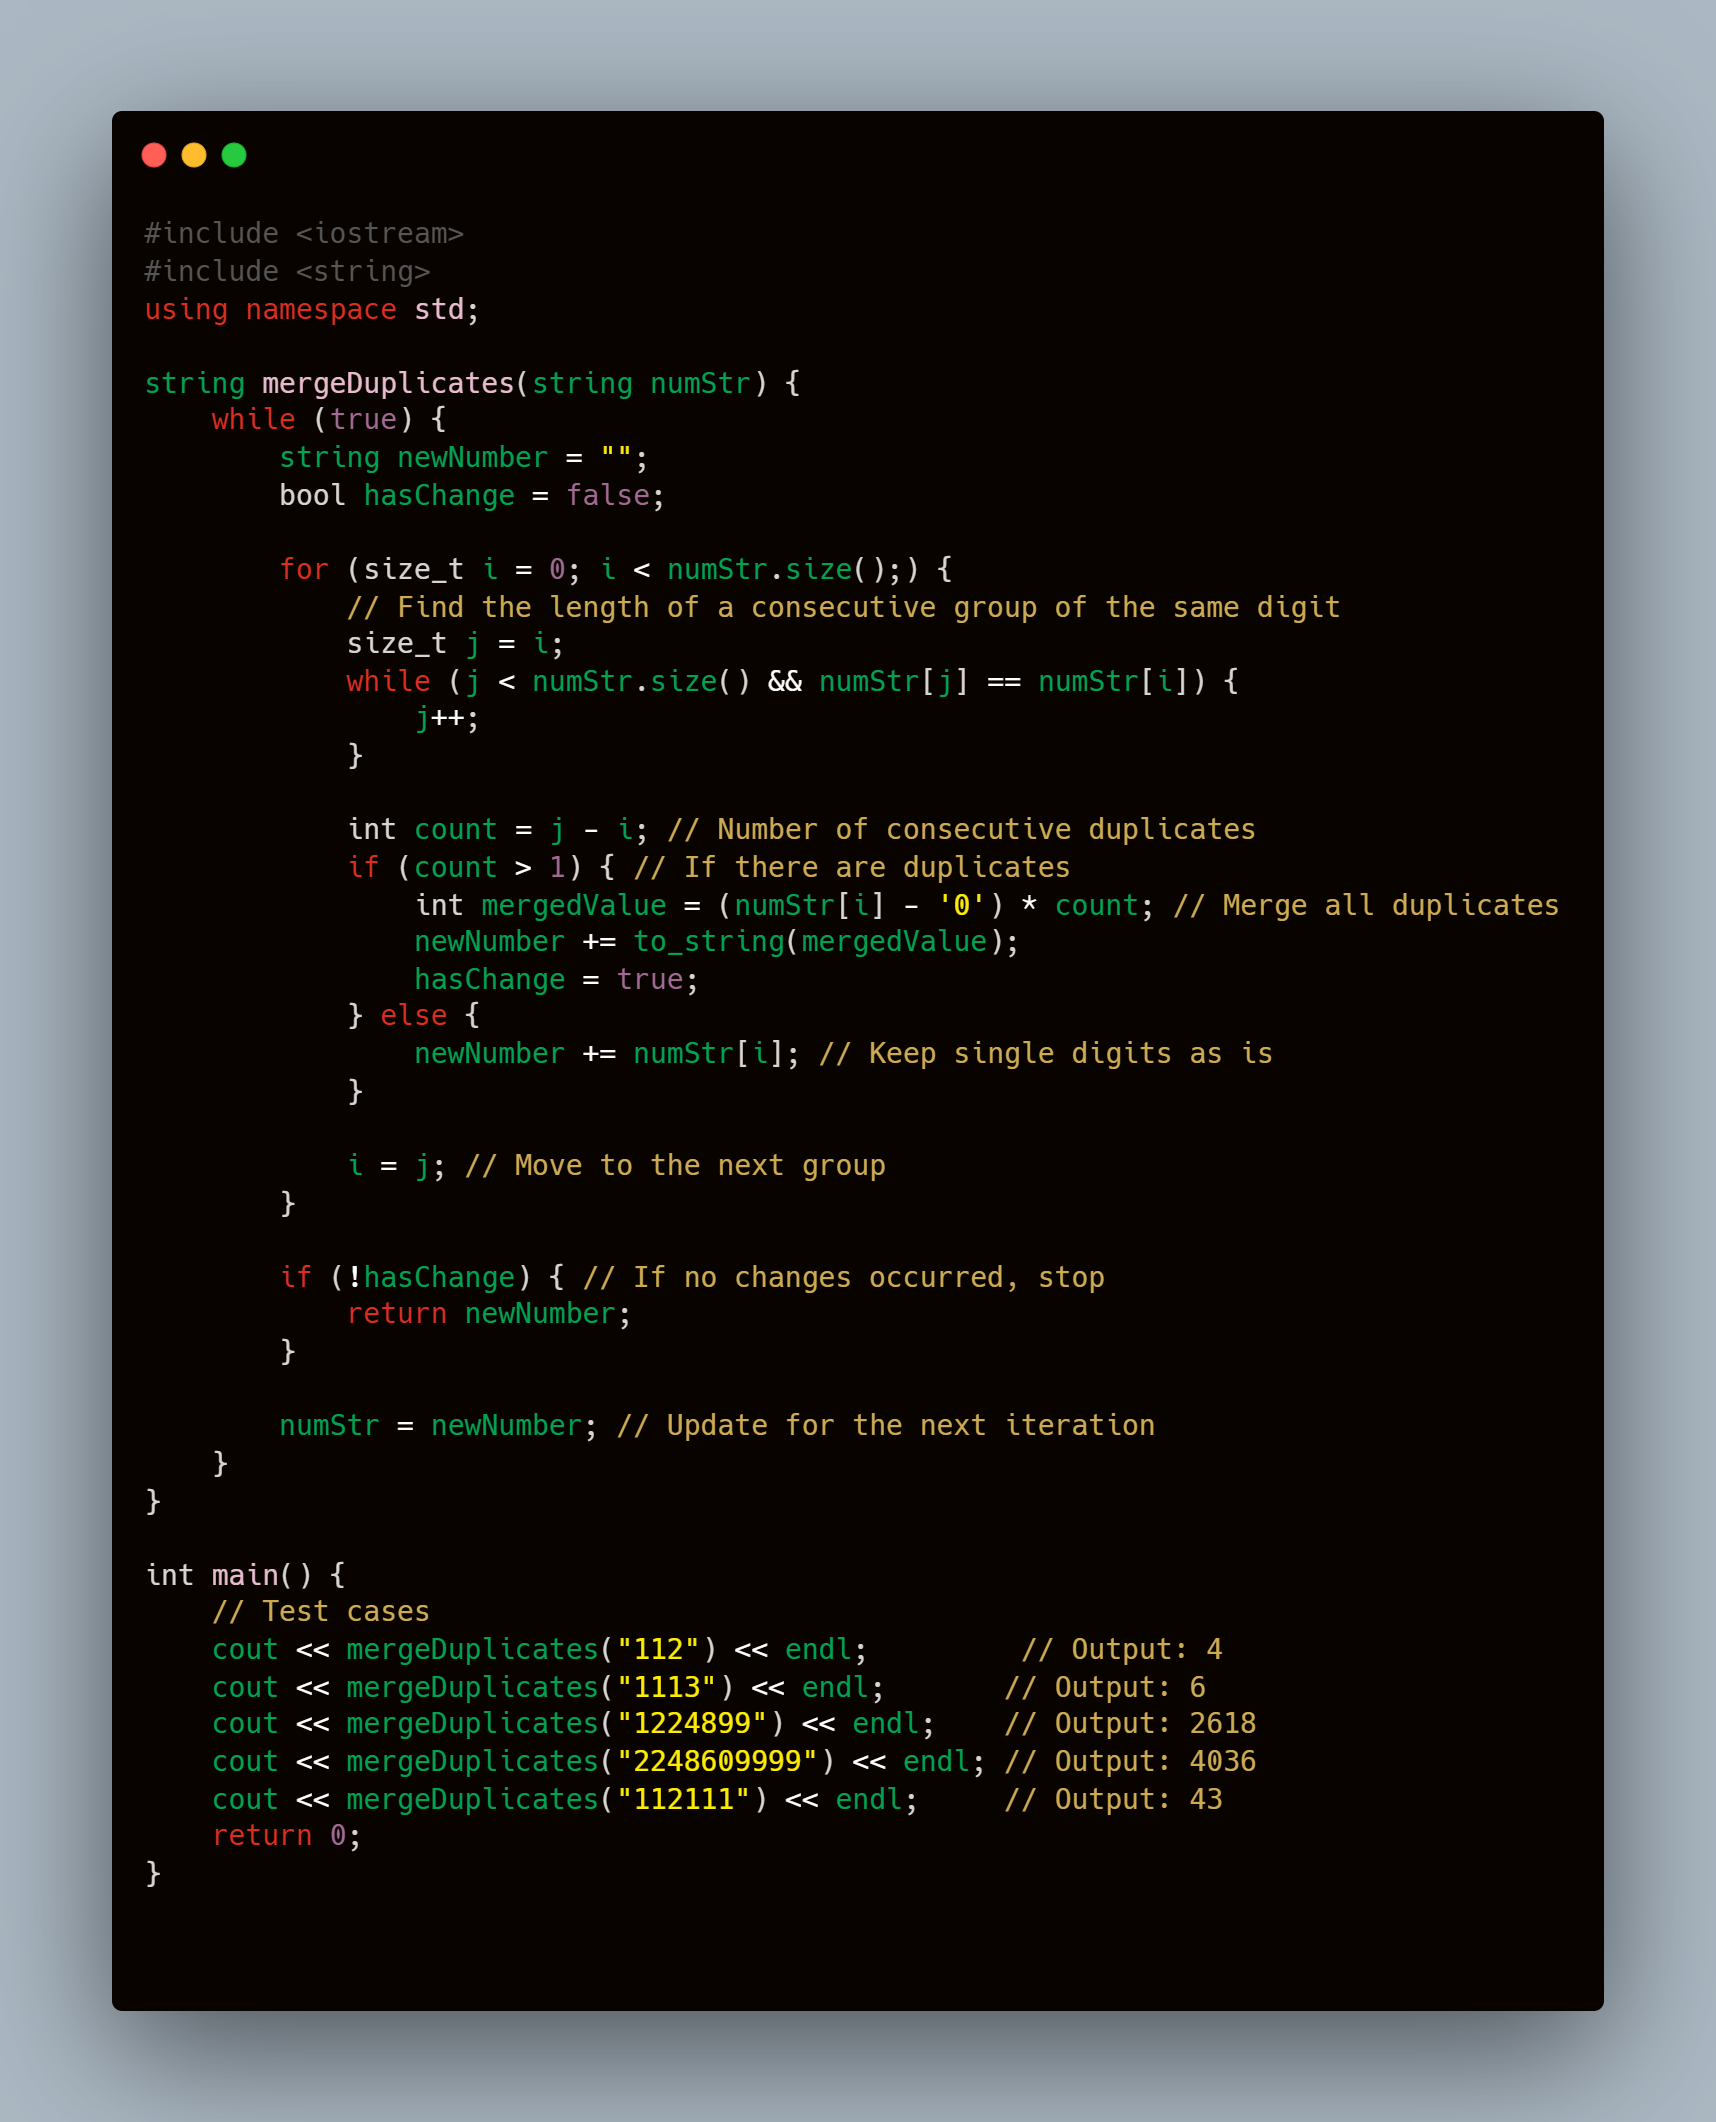 #include <iostream>
#include <string>
using namespace std;

string mergeDuplicates(string numStr) {
    while (true) {
        string newNumber = "";
        bool hasChange = false;

        for (size_t i = 0; i < numStr.size();) {
            // Find the length of a consecutive group of the same digit
            size_t j = i;
            while (j < numStr.size() && numStr[j] == numStr[i]) {
                j++;
            }

            int count = j - i; // Number of consecutive duplicates
            if (count > 1) { // If there are duplicates
                int mergedValue = (numStr[i] - '0') * count; // Merge all duplicates
                newNumber += to_string(mergedValue);
                hasChange = true;
            } else {
                newNumber += numStr[i]; // Keep single digits as is
            }

            i = j; // Move to the next group
        }

        if (!hasChange) { // If no changes occurred, stop
            return newNumber;
        }

        numStr = newNumber; // Update for the next iteration
    }
}

int main() {
    // Test cases
    cout << mergeDuplicates("112") << endl;         // Output: 4
    cout << mergeDuplicates("1113") << endl;       // Output: 6
    cout << mergeDuplicates("1224899") << endl;    // Output: 2618
    cout << mergeDuplicates("2248609999") << endl; // Output: 4036
    cout << mergeDuplicates("112111") << endl;     // Output: 43
    return 0;
}